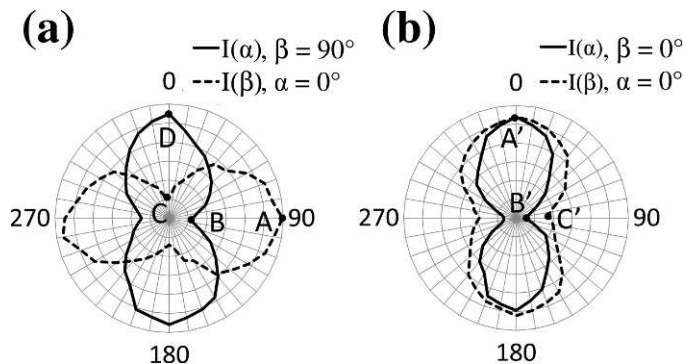 (a)
I(α), β = 90°
I(β), α = 0°
0
D
270
C
B
A
90
180
(b)
I(α), β = 0°
I(β), α = 0°
0
A'
B'
270
C'
90
180